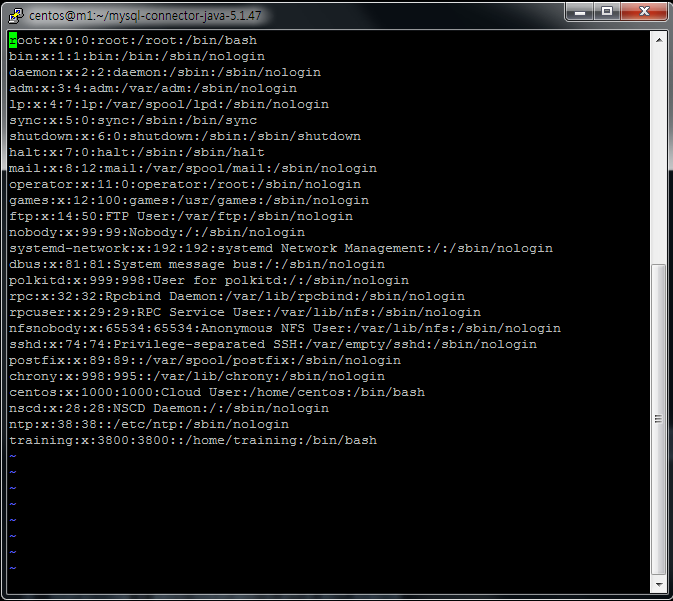 centos@m1:~/mysql-connector-java-5.1.47
root:x:0:0:root:/root:/bin/bash
bin:x:1:1:bin:/bin:/sbin/nologin
daemon:x:2:2:daemon:/sbin:/sbin/nologin
adm:x:3:4:adm:/var/adm:/sbin/nologin
lp:x:4:7:lp:/var/spool/lpd:/sbin/nologin
sync:x:5:0:sync:/sbin:/bin/sync
shutdown:x:6:0:shutdown:/sbin:/sbin/shutdown
halt:x:7:0:halt:/sbin:/sbin/halt
mail:x:8:12:mail:/var/spool/mail:/sbin/nologin
operator:x:11:0:operator:/root:/sbin/nologin
games:x:12:100:games:/usr/games:/sbin/nologin
ftp:x:14:50:FTP User:/var/ftp:/sbin/nologin
nobody:x:99:99:Nobody:/:/sbin/nologin
systemd-network:x:192:192:systemd Network Management:/:/sbin/nologin
dbus:x:81:81:System message bus:/:/sbin/nologin
polkitd:x:999:998:User for polkitd:/:/sbin/nologin
rpc:x:32:32:Rpcbind Daemon:/var/lib/rpcbind:/sbin/nologin
rpcuser:x:29:29:RPC Service User:/var/lib/nfs:/sbin/nologin
nfsnobody:x:65534:65534:Anonymous NFS User:/var/lib/nfs:/sbin/nologin
sshd:x:74:74:Privilege-separated SSH:/var/empty/sshd:/sbin/nologin
postfix:x:89:89::/var/spool/postfix:/sbin/nologin
chrony:x:998:995::/var/lib/chrony:/sbin/nologin
centos:x:1000:1000:Cloud User:/home/centos:/bin/bash
nscd:x:28:28:NSCD Daemon:/:/sbin/nologin
ntp:x:38:38::/etc/ntp:/sbin/nologin
training:x:3800:3800::/home/training:/bin/bash
~
~
~
~
~
~
~
~